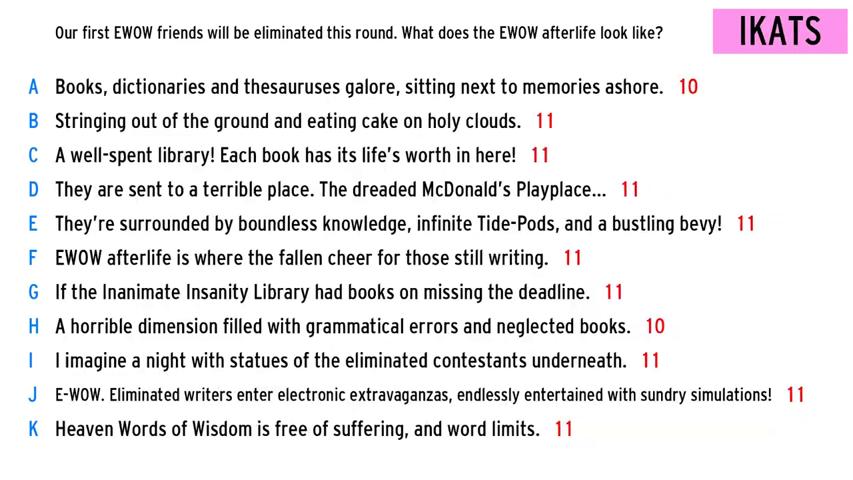 Our first EWOW friends will be eliminated this round. What does the EWOW afterlife look like?
IKATS
A Books, dictionaries and thesauruses galore, sitting next to memories ashore. 10
B Stringing out of the ground and eating cake on holy clouds. 11
C A well-spent library! Each book has its life's worth in here! 11
D They are sent to a terrible place. The dreaded McDonald's Playplace... 11
E They're surrounded by boundless knowledge, infinite Tide-Pods, and a bustling bevy! 11
F EWOW afterlife is where the fallen cheer for those still writing. 11
G If the Inanimate Insanity Library had books on missing the deadline. 11
H A horrible dimension filled with grammatical errors and neglected books. 10
I I imagine a night with statues of the eliminated contestants underneath. 11
J E-WOW. Eliminated writers enter electronic extravaganzas, endlessly entertained with sundry simulations! 11
K Heaven Words of Wisdom is free of suffering, and word limits. 11